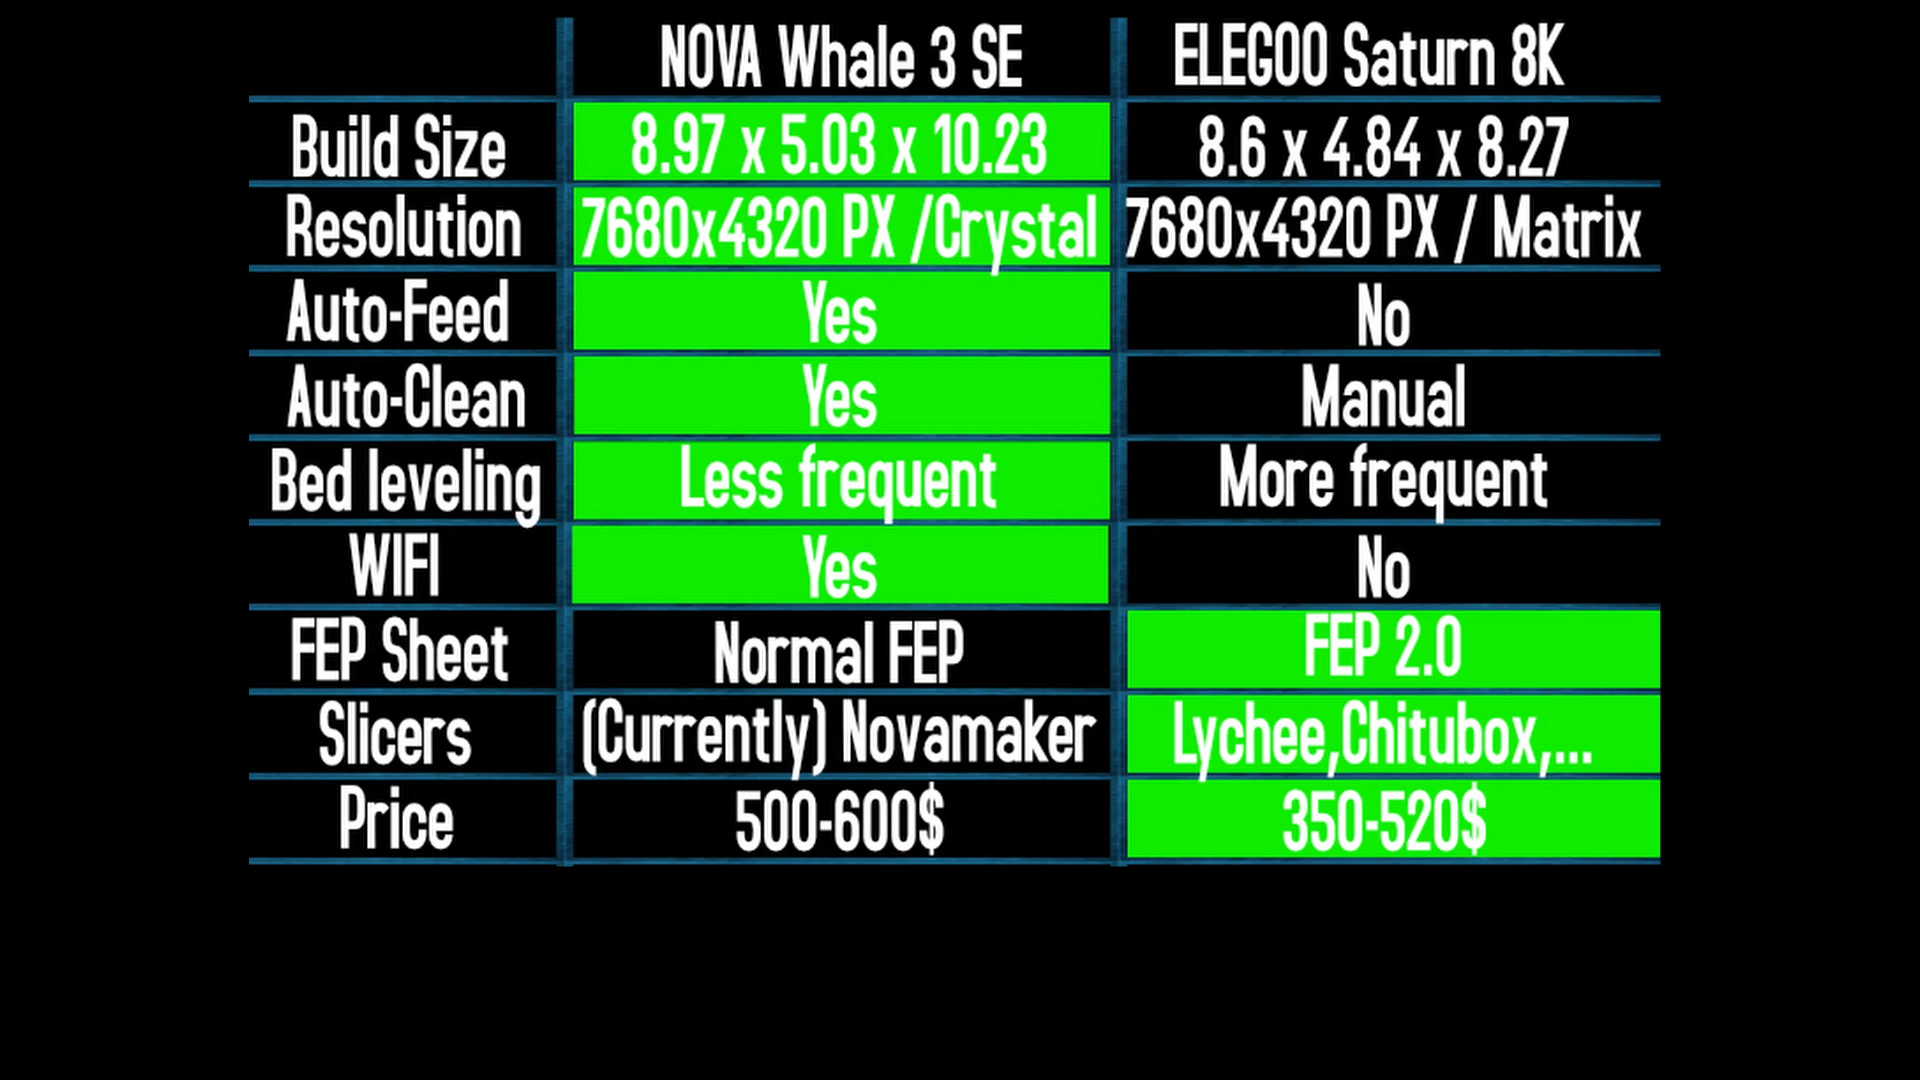 NOVA Whale 3 SE ELEGOO Saturn 8K
Build Size 8.97 x 5.03 x 10.23 8.6 x 4.84 x 8.27
Resolution 7680x4320 PX /Crystal 7680x4320 PX / Matrix
Auto-Feed Yes No
Auto-Clean Yes Manual
Bed leveling Less frequent More frequent
WIFI Yes No
FEP Sheet Normal FEP FEP 2.0
Slicers (Currently) Novamaker Lychee,Chitubox,...
Price 500-600$ 350-520$